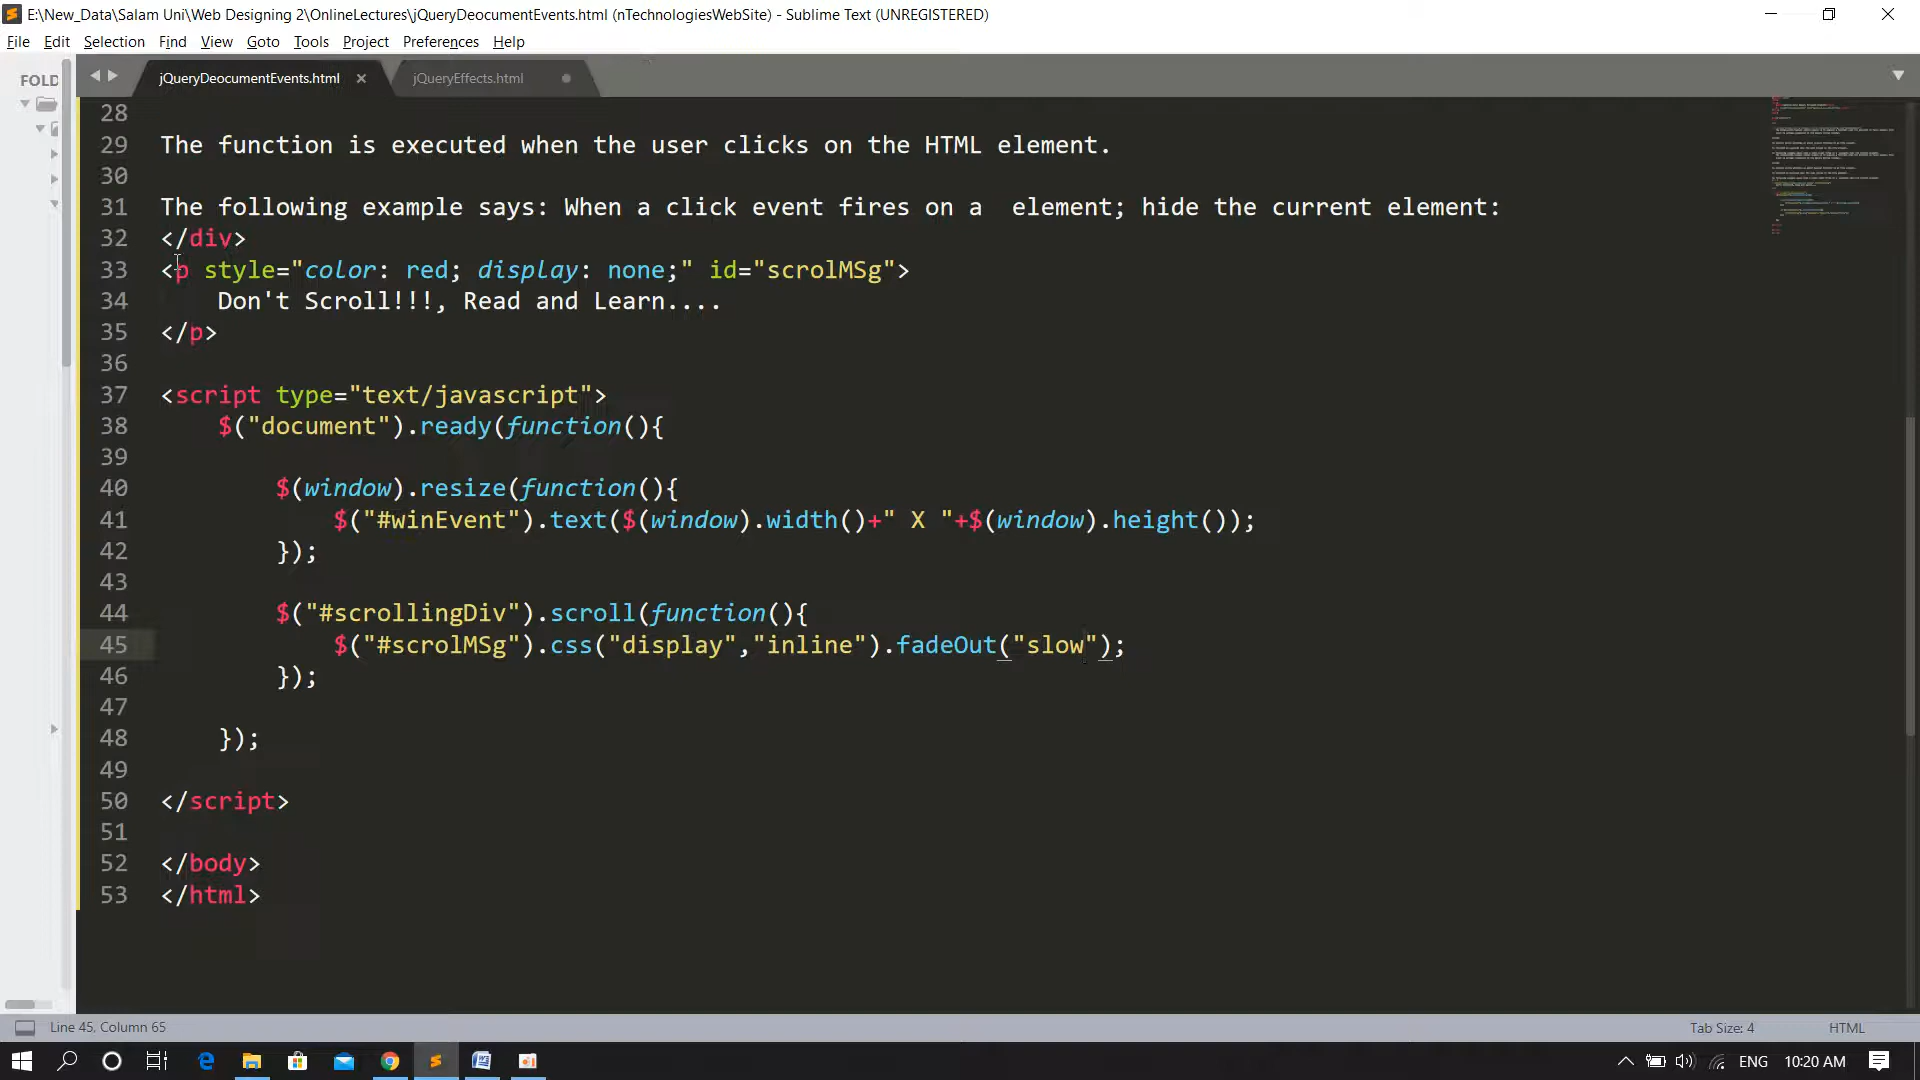 E:\New_Data\Salam Uni\Web Designing 2\OnlineLectures\jQueryDeocumentEvents.html (nTechnologiesWebSite) - Sublime Text (UNREGISTERED)
File Edit Selection Find View Goto Tools Project Preferences Help
FOLD
jQueryDeocumentEvents.html
jQueryEffects.html
28
29 The function is executed when the user clicks on the HTML element.
30
31 The following example says: When a click event fires on a  element; hide the current element:
32 </div>
33 <p style="color: red; display: none;" id="scrolMSg">
34     Don't Scroll!!!, Read and Learn....
35 </p>
36
37 <script type="text/javascript">
38     $("document").ready(function(){
39
40         $(window).resize(function(){
41             $("#winEvent").text($(window).width()+" X "+$(window).height());
42         });
43
44         $("#scrollingDiv").scroll(function(){
45             $("#scrolMSg").css("display","inline").fadeOut("slow");
46         });
47
48     });
49
50 </script>
51
52 </body>
53 </html>
Line 45, Column 65
Tab Size: 4
HTML
ENG
10:20 AM